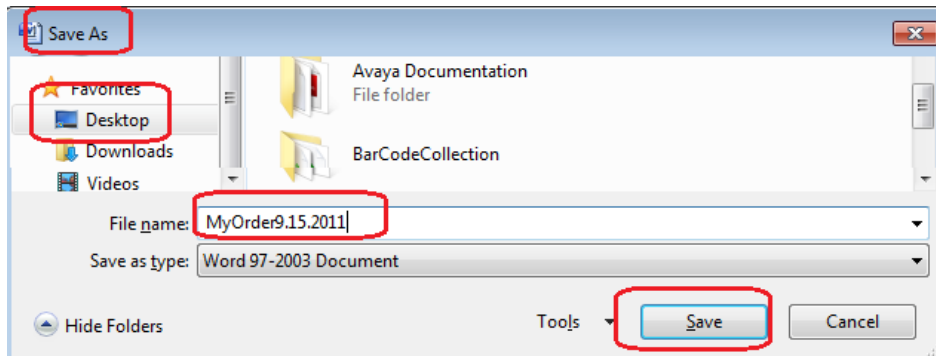 Save As
Favorites
Desktop
Downloads
Videos
Avaya Documentation
File folder
BarCodeCollection
File name: MyOrder9.15.2011
Save as type: Word 97-2003 Document
Hide Folders
Tools
Save
Cancel